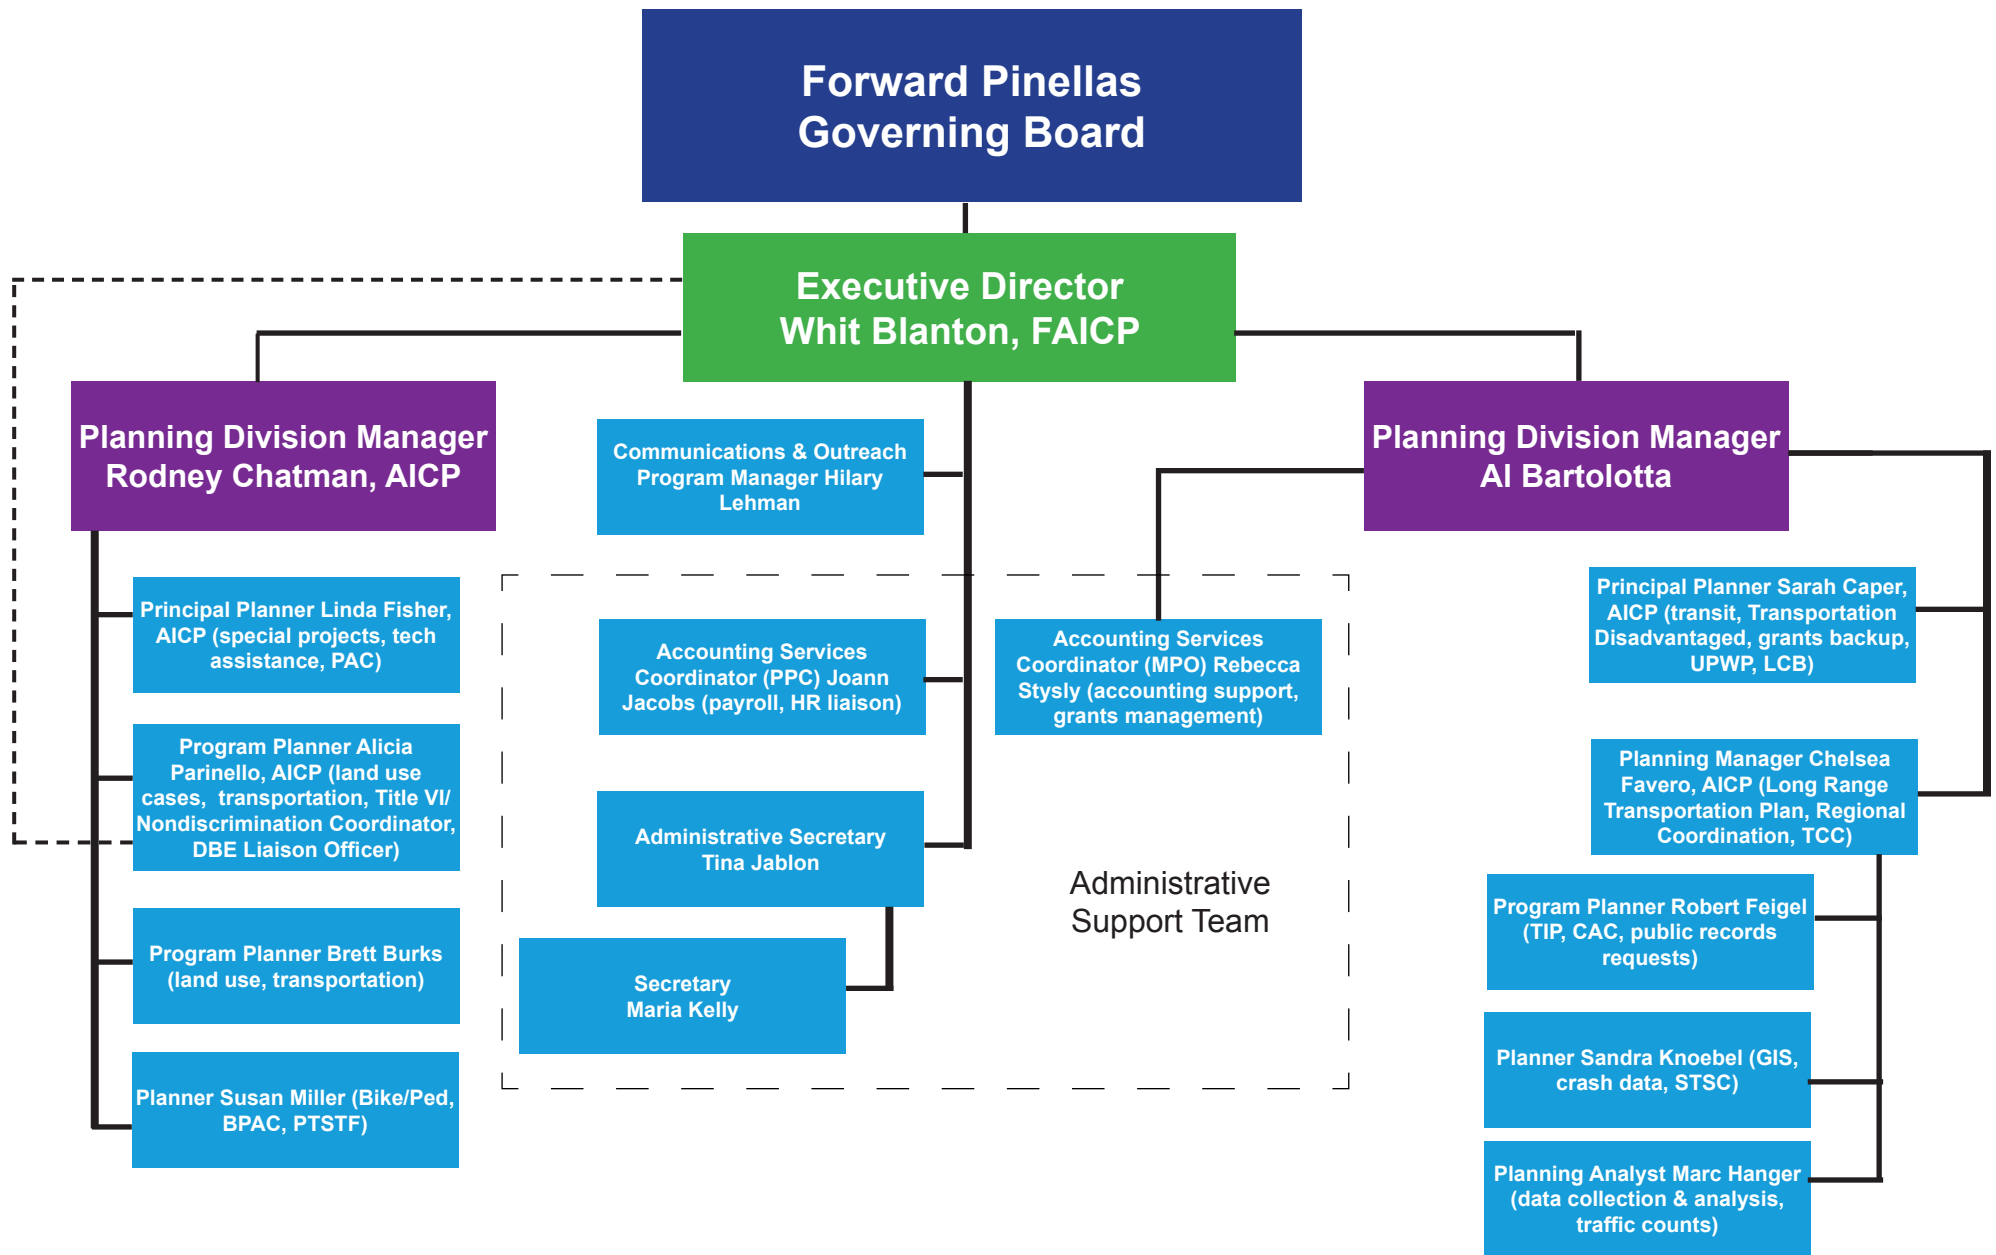 Forward Pinellas
Governing Board
Executive Director
Whit Blanton, FAICP
Planning Division Manager
Rodney Chatman, AICP
Principal Planner Linda Fisher,
AICP (special projects, tech
assistance, PAC)
Program Planner Alicia
Parinello, AICP (land use
cases, transportation, Title VI/
Nondiscrimination Coordinator,
DBE Liaison Officer)
Program Planner Brett Burks
(land use, transportation)
Planner Susan Miller (Bike/Ped,
BPAC, PTSTF)
Communications & Outreach
Program Manager Hilary
Lehman
Accounting Services
Coordinator (PPC) Joann
Jacobs (payroll, HR liaison)
Administrative Secretary
Tina Jablon
Secretary
Maria Kelly
Accounting Services
Coordinator (MPO) Rebecca
Stysly (accounting support,
grants management)
Administrative
Support Team
Planning Division Manager
Al Bartolotta
Principal Planner Sarah Caper,
AICP (transit, Transportation
Disadvantaged, grants backup,
UPWP, LCB)
Planning Manager Chelsea
Favero, AICP (Long Range
Transportation Plan, Regional
Coordination, TCC)
Program Planner Robert Feigel
(TIP, CAC, public records
requests)
Planner Sandra Knoebel (GIS,
crash data, STSC)
Planning Analyst Marc Hanger
(data collection & analysis,
traffic counts)